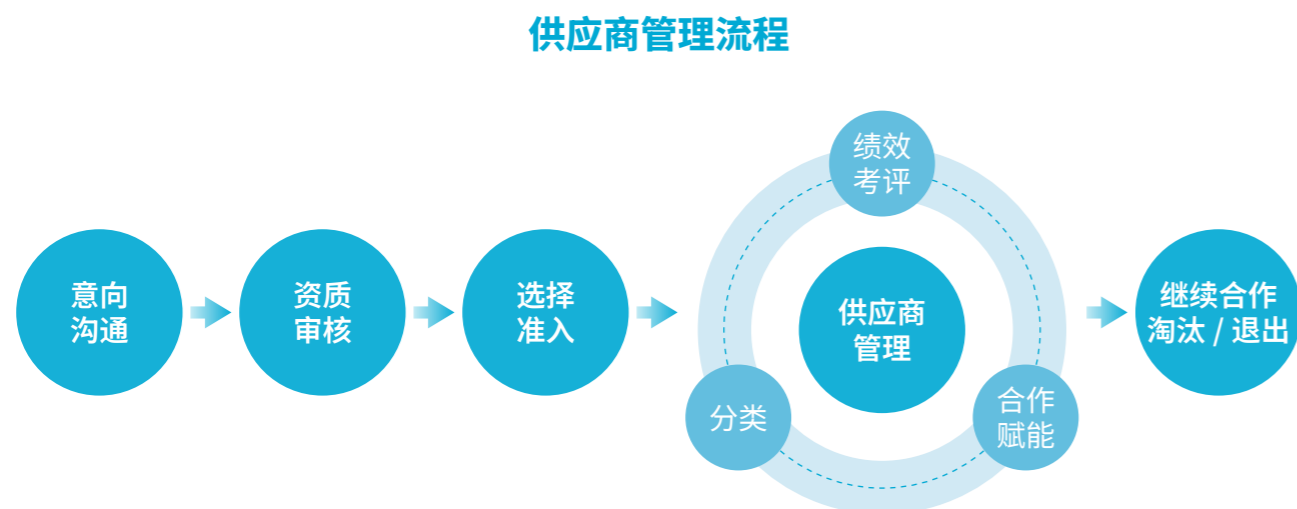 供应商管理流程
意向
沟通
资质
审核
选择
准入
绩效
考评
供应商
管理
分类
合作
赋能
继续合作
淘汰 / 退出